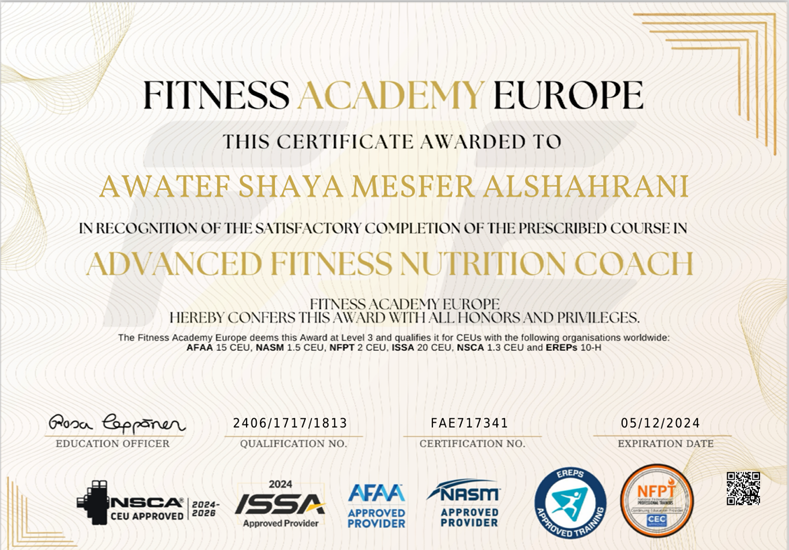 FITNESS ACADEMY EUROPE
THIS CERTIFICATE AWARDED TO
AWATEF SHAYA MESFER ALSHAHRANI
IN RECOGNITION OF THE SATISFACTORY COMPLETION OF THE PRESCRIBED COURSE IN
ADVANCED FITNESS NUTRITION COACH
FITNESS ACADEMY EUROPE
HEREBY CONFERS THIS AWARD WITH ALL HONORS AND PRIVILEGES.
The Fitness Academy Europe deems this Award at Level 3 and qualifies it for CEUs with the following organisations worldwide:
AFAA 15 CEU, NASM 1.5 CEU, NFPT 2 CEU, ISSA 20 CEU, NSCA 1.3 CEU and EREPs 10-H
Rosa Leppänen 2406/1717/1813 FAE717341 05/12/2024
EDUCATION OFFICER QUALIFICATION NO. CERTIFICATION NO. EXPIRATION DATE
NSCA® CEU APPROVED 2024-2026
2024 ISSA Approved Provider
AFAA APPROVED PROVIDER
NASM APPROVED PROVIDER
EREPS APPROVED TRAINING
NFPT CEC